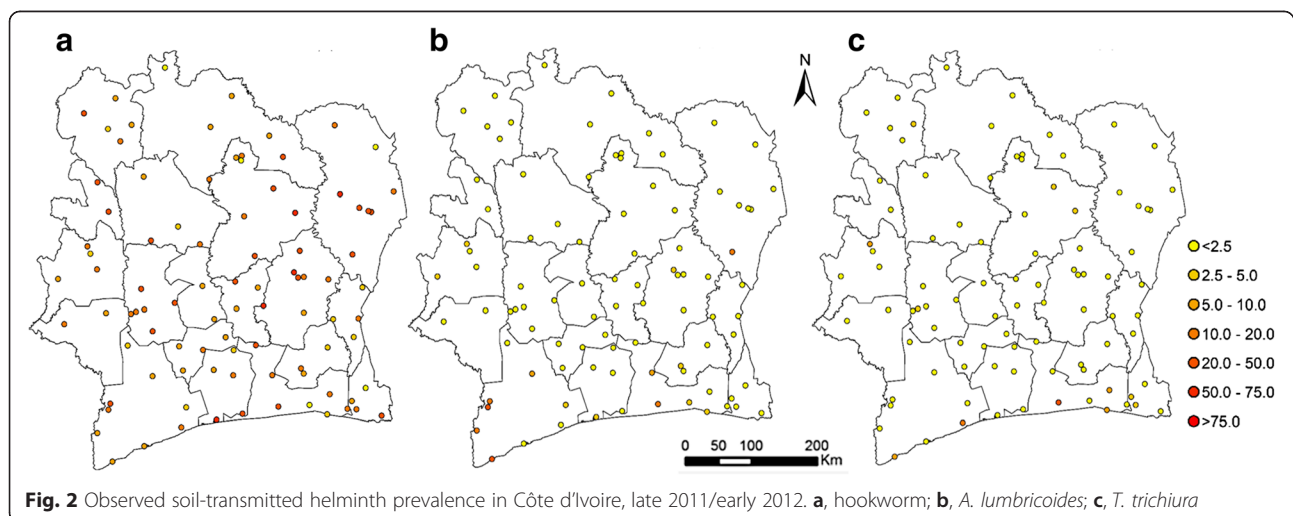 a
b
c
N
<2.5
2.5 - 5.0
5.0 - 10.0
10.0 - 20.0
20.0 - 50.0
50.0 - 75.0
>75.0
0 50 100 200
Km
Fig. 2 Observed soil-transmitted helminth prevalence in Côte d'Ivoire, late 2011/early 2012. a, hookworm; b, A. lumbricoides; c, T. trichiura